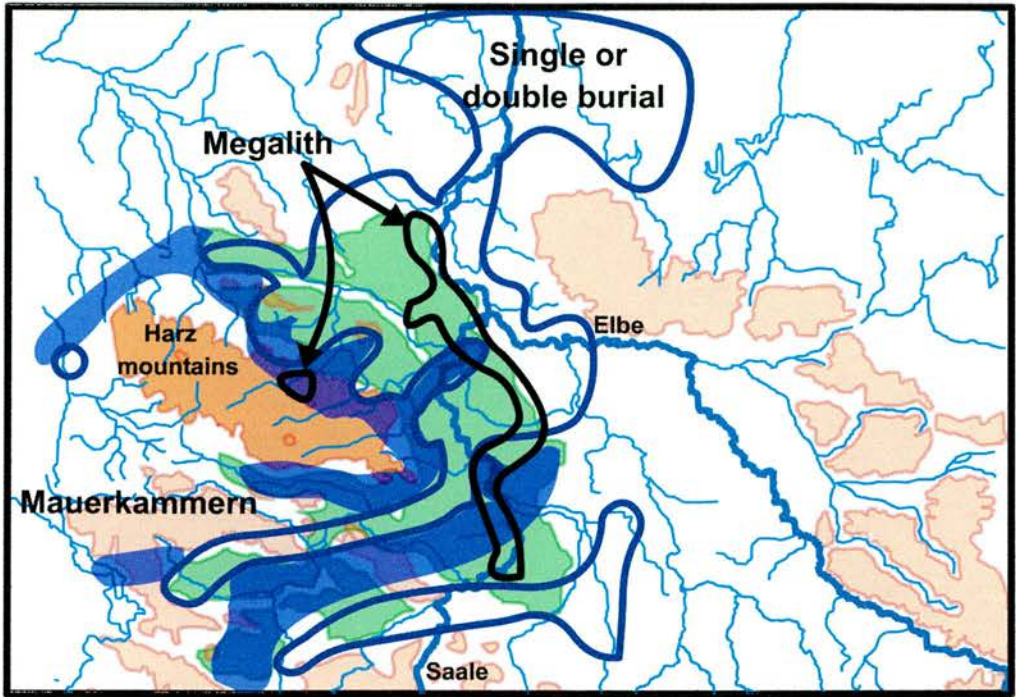 Single or
double burial
Megalith
Harz
mountains
Elbe
Mauerkammern
Saale